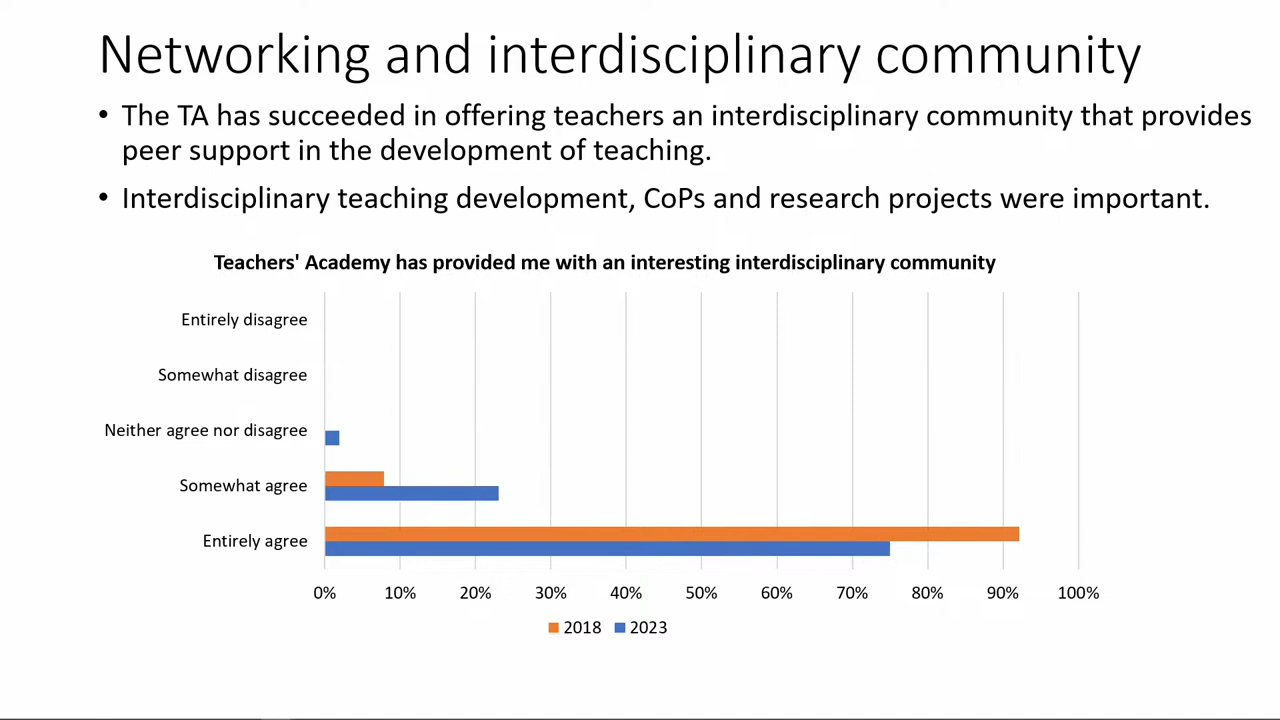 Networking and interdisciplinary community
• The TA has succeeded in offering teachers an interdisciplinary community that provides
peer support in the development of teaching.
• Interdisciplinary teaching development, CoPs and research projects were important.
Teachers' Academy has provided me with an interesting interdisciplinary community
Entirely disagree
Somewhat disagree
Neither agree nor disagree
Somewhat agree
Entirely agree
0% 10% 20% 30% 40% 50% 60% 70% 80% 90% 100%
2018 2023